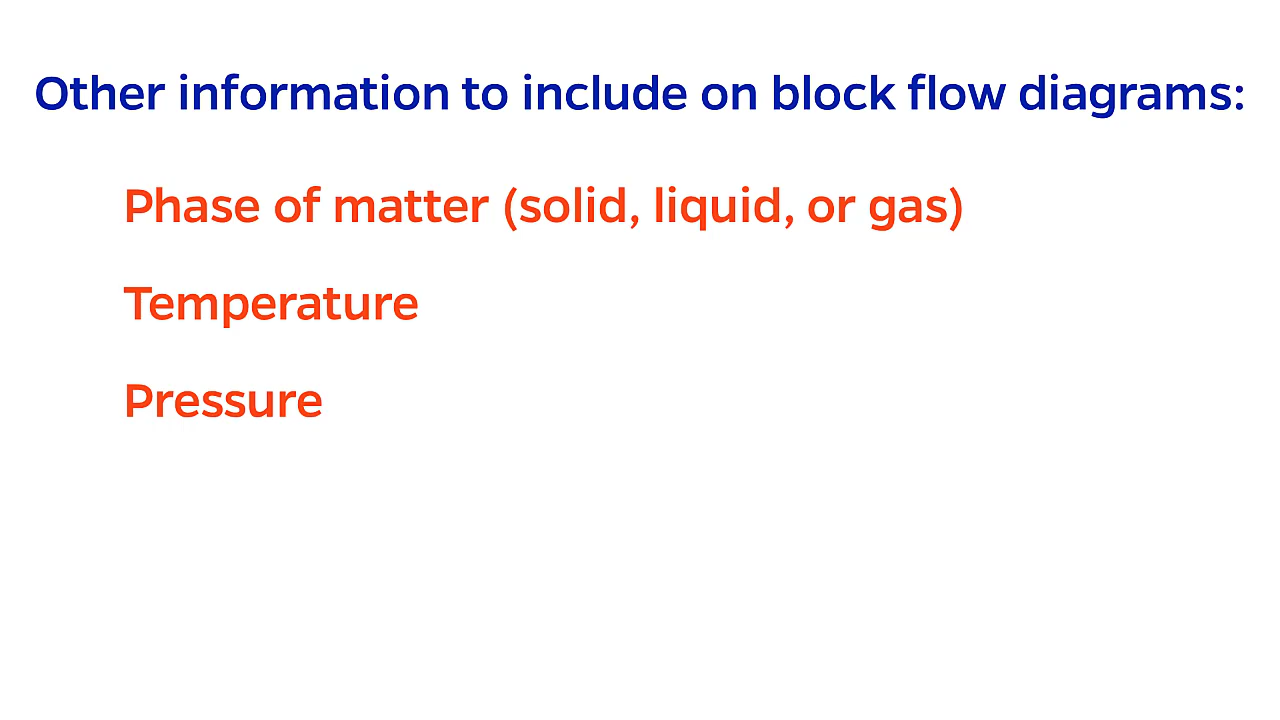 Other information to include on block flow diagrams:
Phase of matter (solid, liquid, or gas)
Temperature
Pressure